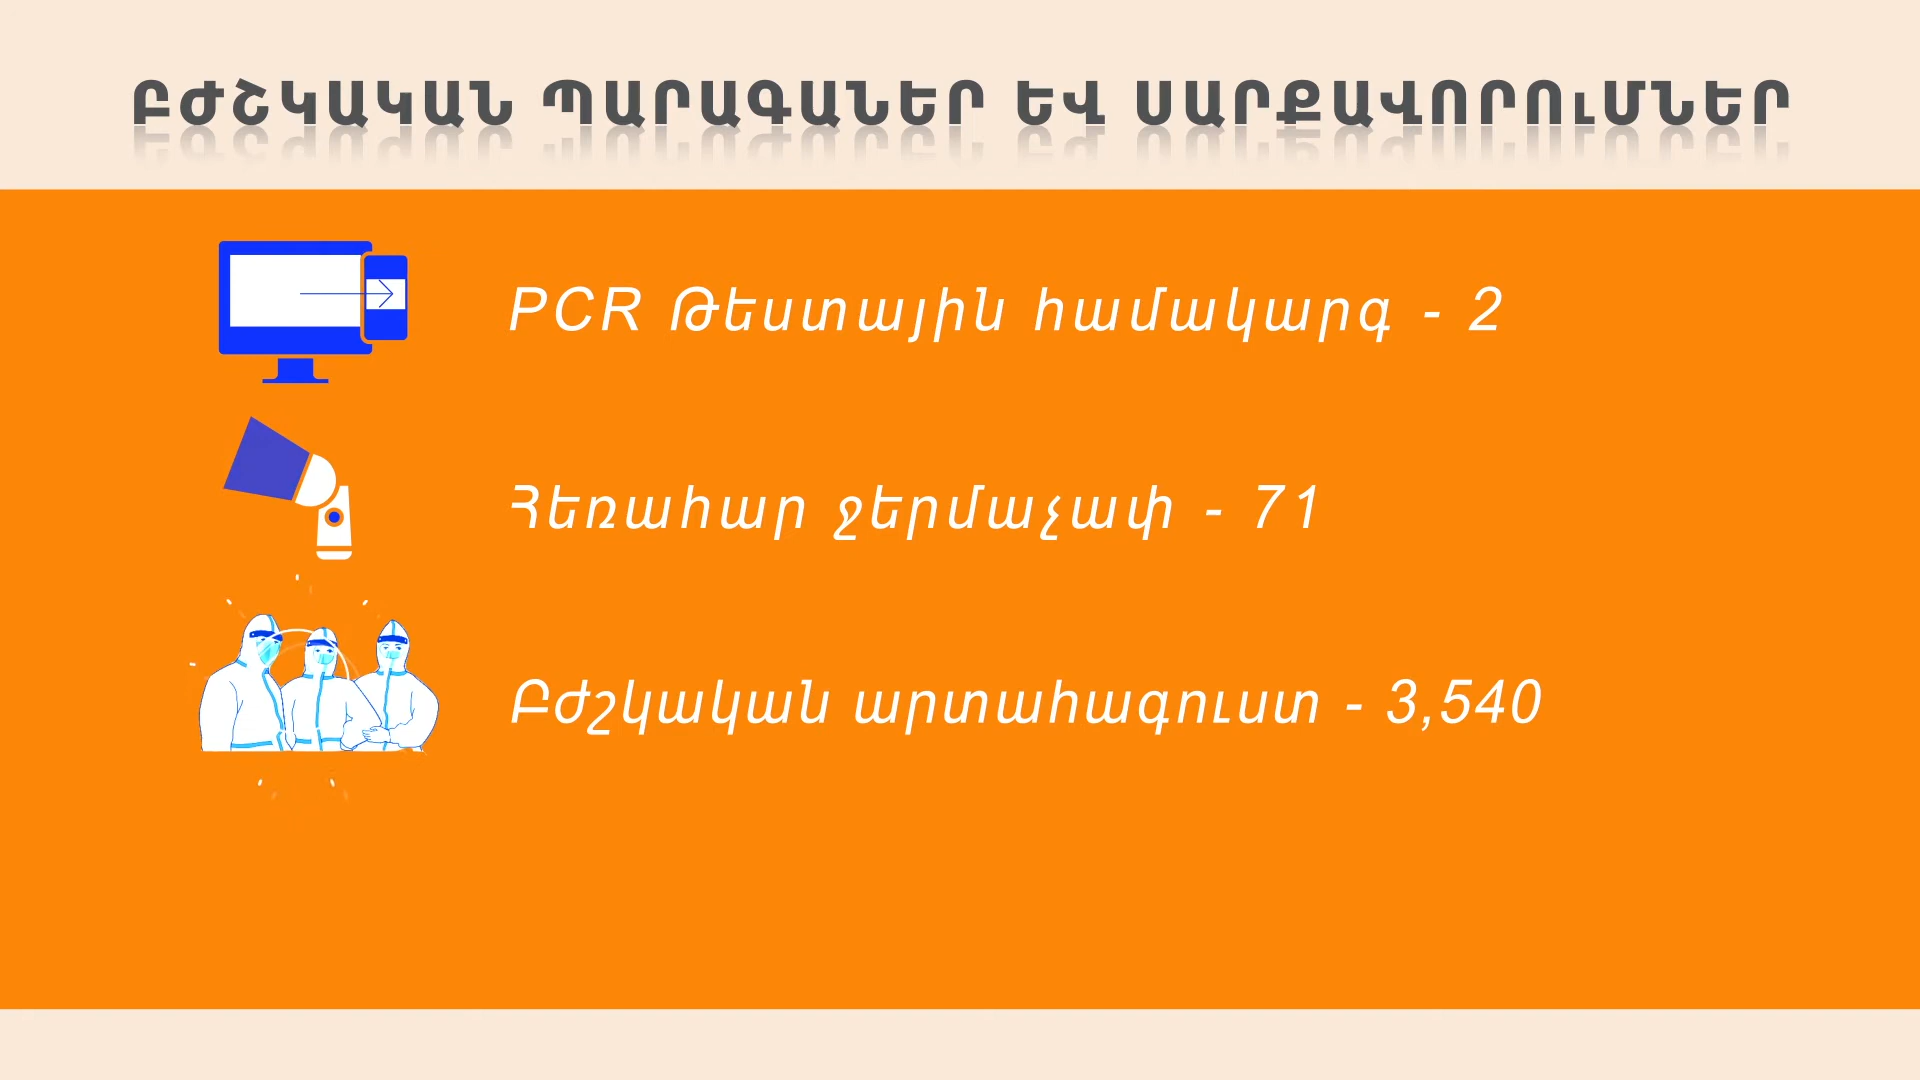 ԲԺՇԿԱԿԱՆ ՊԱՐԱԳԱՆԵՐ ԵՎ ՍԱՐՔԱՎՈՐՈւՄՆԵՐ
PCR Թեստային համակարգ - 2
Հեռահար ջերմաչափ - 71
Բժշկական արտահագուստ - 3,540